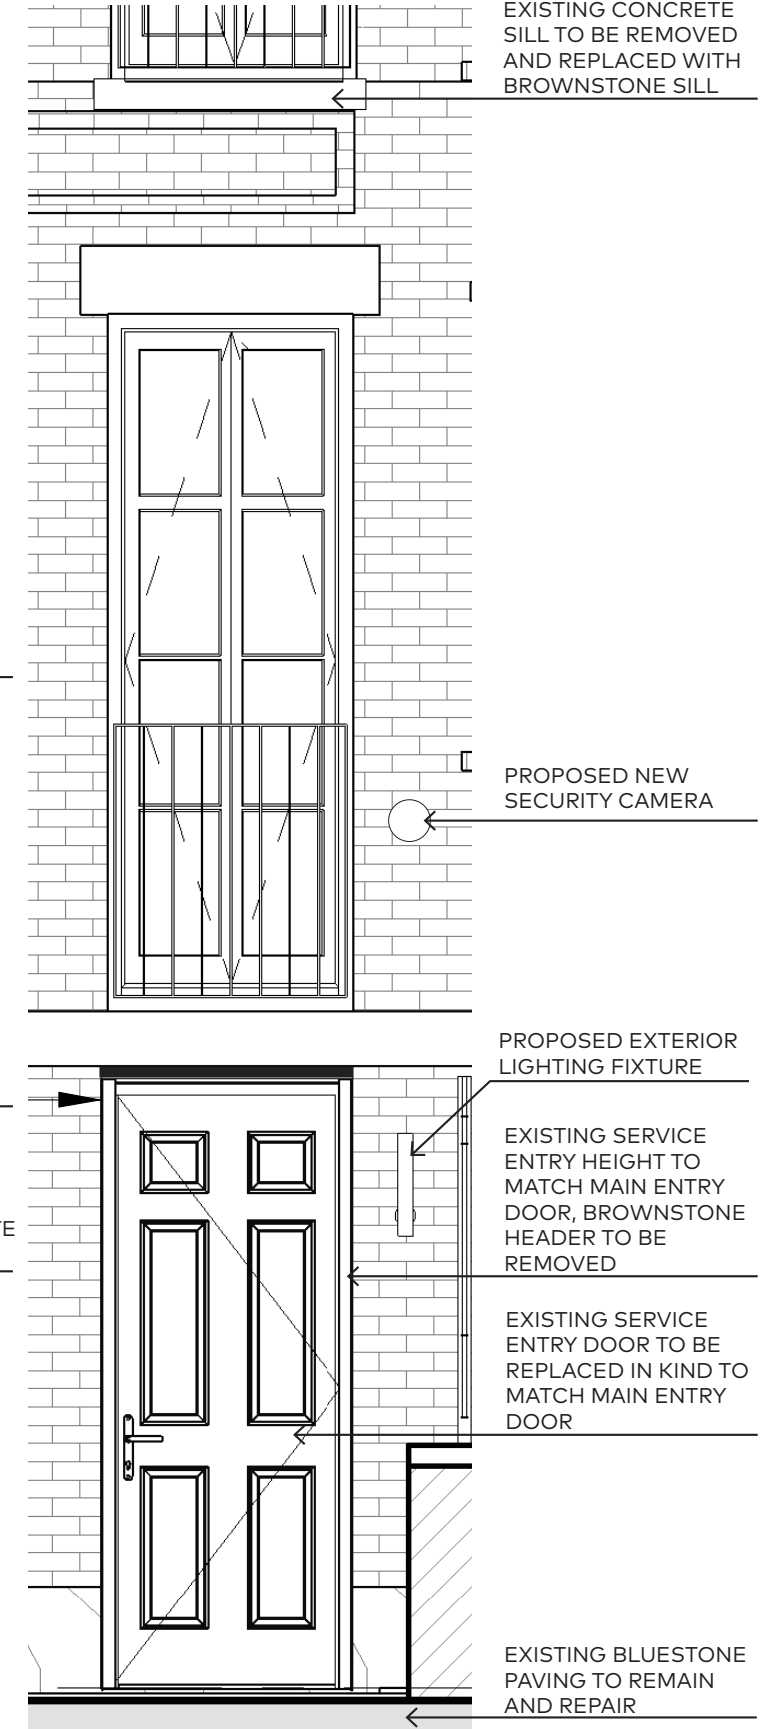 EXISTING CONCRETE
SILL TO BE REMOVED
AND REPLACED WITH
BROWNSTONE SILL
PROPOSED NEW
SECURITY CAMERA
PROPOSED EXTERIOR
LIGHTING FIXTURE
EXISTING SERVICE
ENTRY HEIGHT TO
MATCH MAIN ENTRY
DOOR, BROWNSTONE
HEADER TO BE
REMOVED
TE
EXISTING SERVICE
ENTRY DOOR TO BE
REPLACED IN KIND TO
MATCH MAIN ENTRY
DOOR
EXISTING BLUESTONE
PAVING TO REMAIN
AND REPAIR